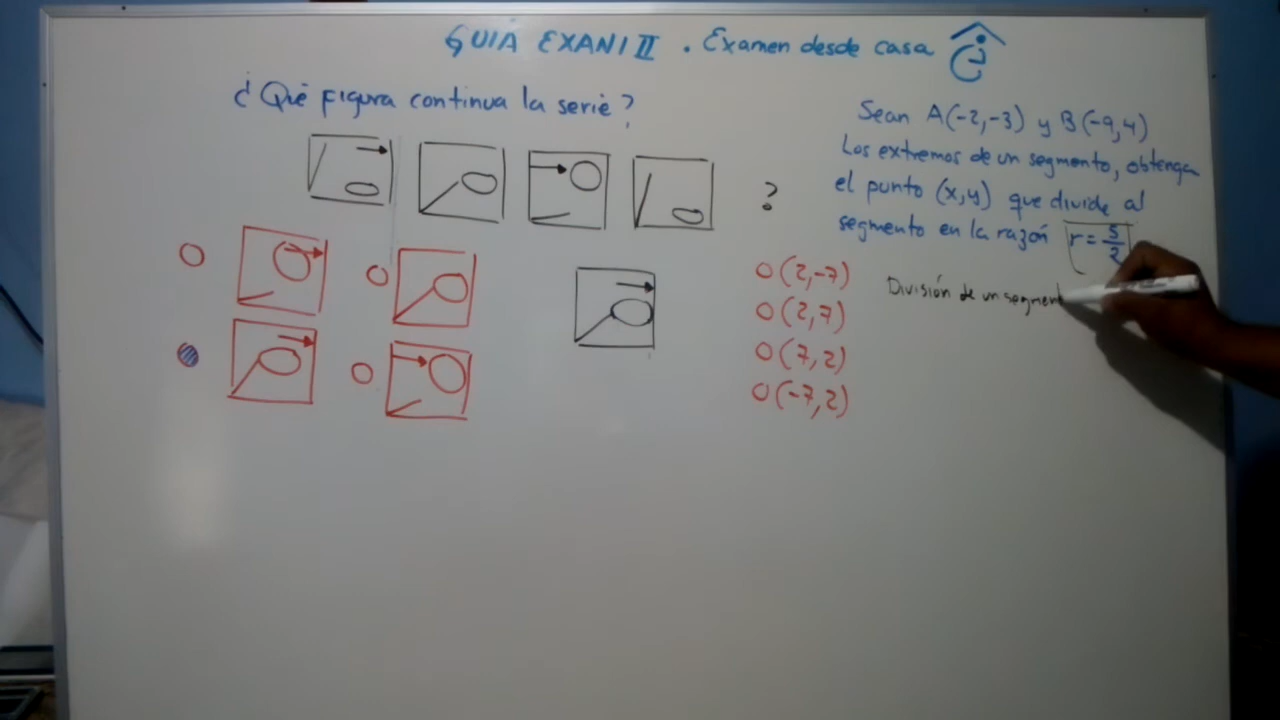 GUIA EXANI II . Examen desde casa
¿Qué figura continua la serie?
?
Sean A(-2,-3) y B(-9,4)
Los extremos de un segmento, obtenga
el punto (x,y) que divide al
segmento en la razón r = 5/2
(2,-7)
(2,7)
(7,2)
(-7,2)
División de un segment